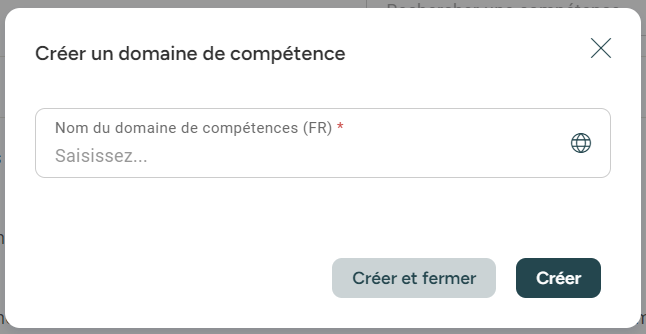 Créer un domaine de compétence
Nom du domaine de compétences (FR) *
Saisissez...
Créer et fermer
Créer